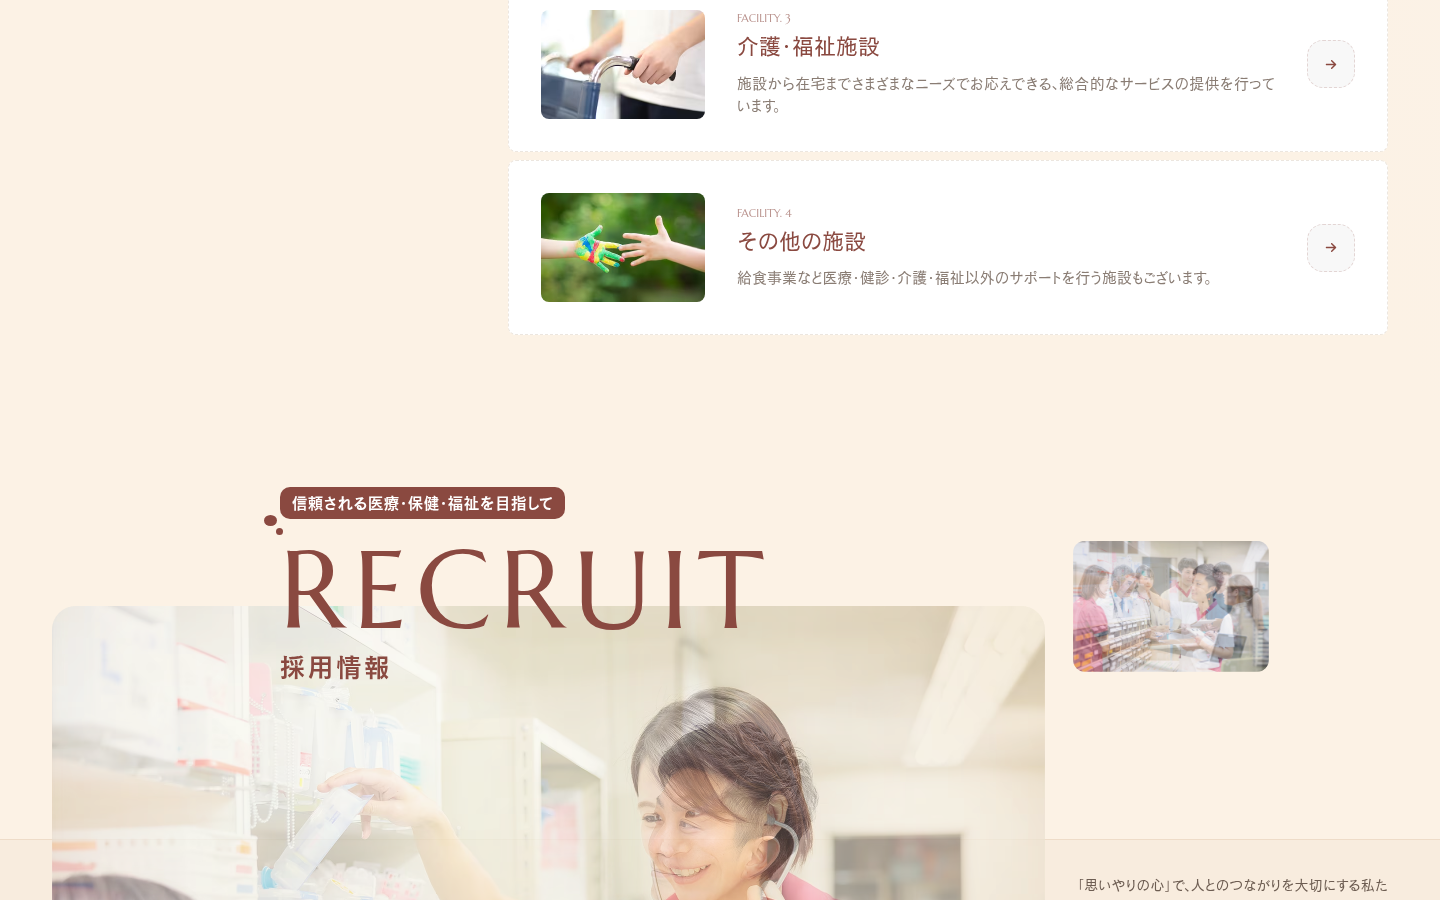 FACILITY. 3
介護・福祉施設
施設から在宅までさまざまなニーズでお応えできる、総合的なサービスの提供を行って
います。
FACILITY. 4
その他の施設
給食事業など医療・健診・介護・福祉以外のサポートを行う施設もございます。
信頼される医療・保健・福祉を目指して
RECRUIT
採用情報
「思いやりの心」で、人とのつながりを大切にする私た